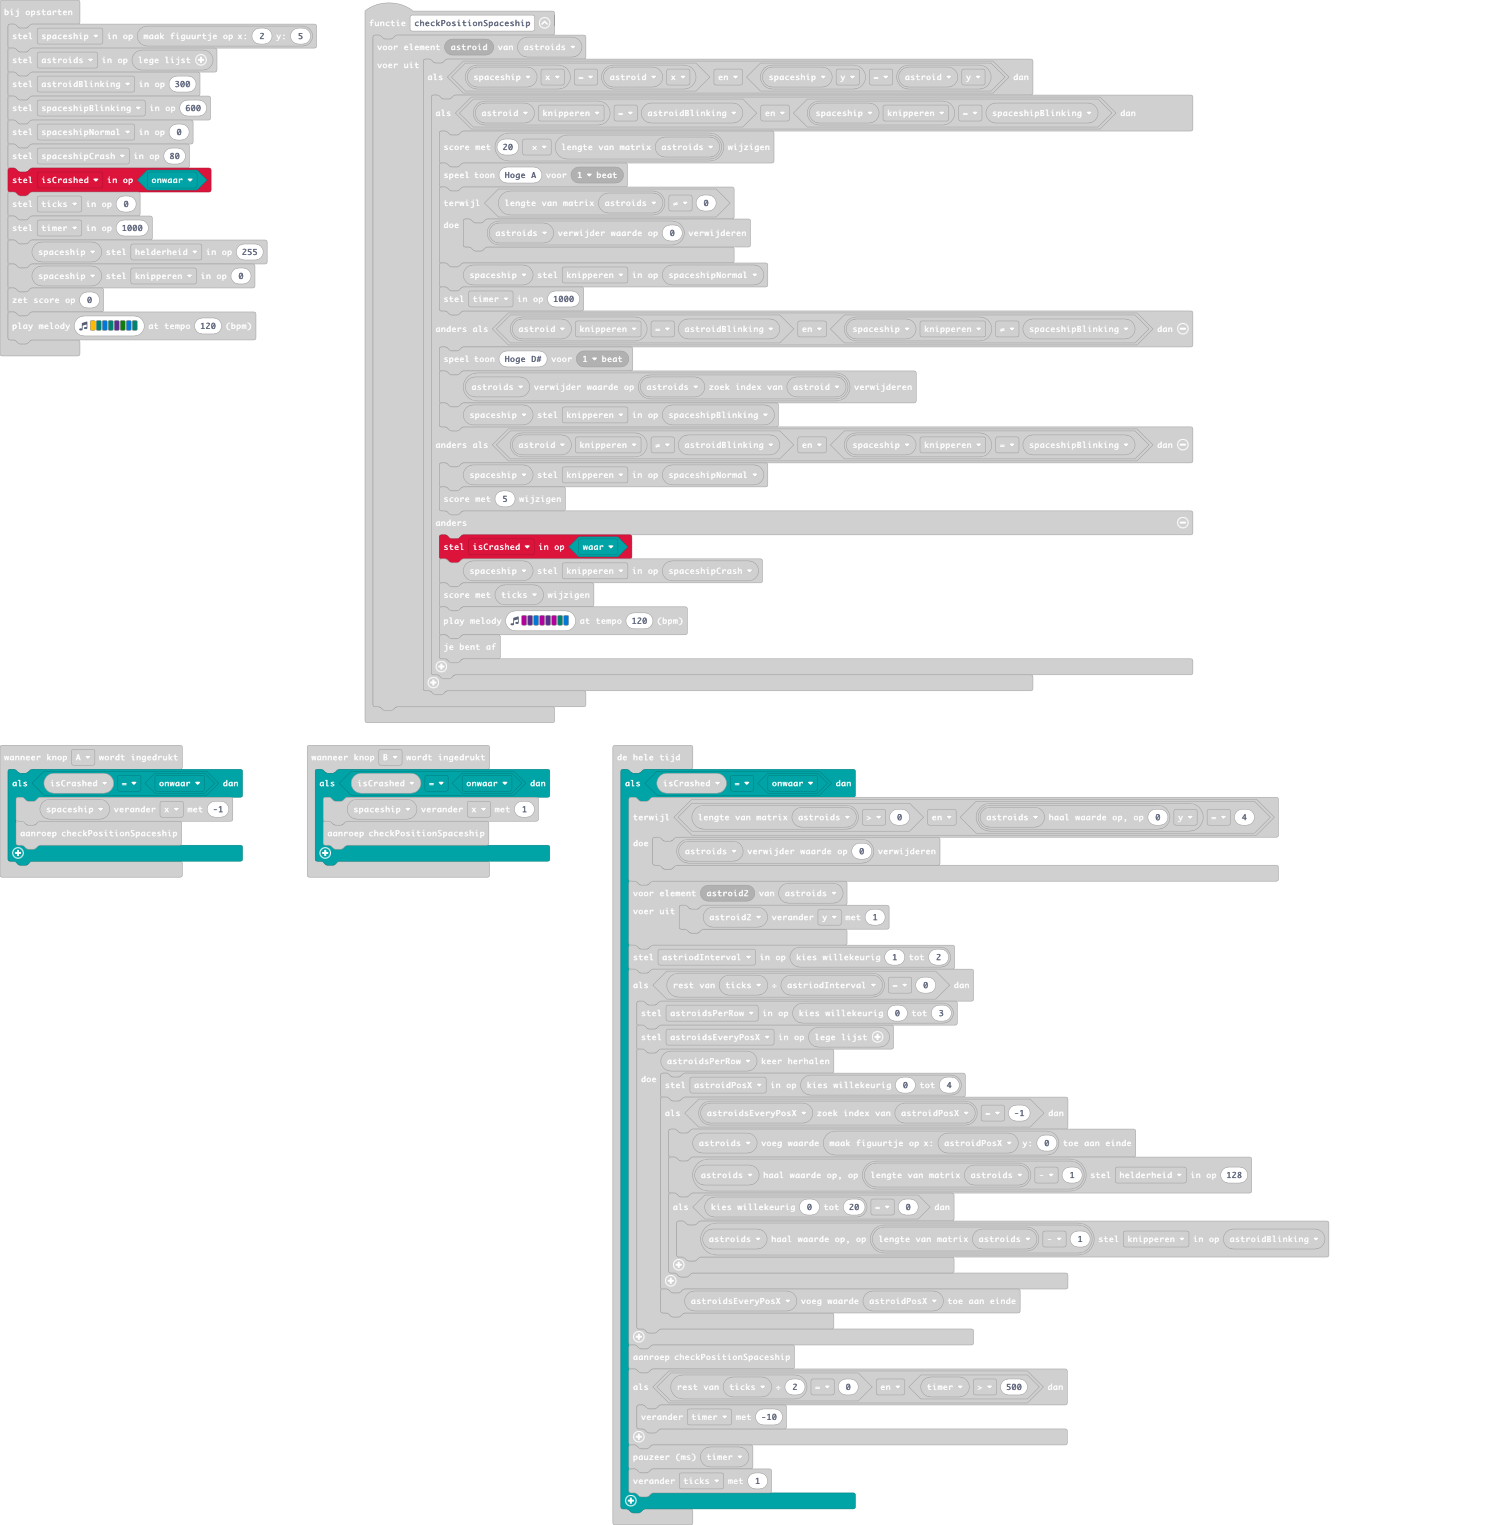 bij opstarten
stel spaceship in op maak figuurtje op x: 2 y: 5
stel astroids in op lege lijst
stel astroidBlinking in op 300
stel spaceshipBlinking in op 600
stel spaceshipNormal in op 0
stel spaceshipCrash in op 80
stel isCrashed in op onwaar
stel ticks in op 0
stel timer in op 1000
spaceship stel helderheid in op 255
spaceship stel knipperen in op 0
zet score op 0
play melody at tempo 120 (bpm)
functie checkPositionSpaceship
voor element astroid van astroids
voer uit
als spaceship x = astroid x en spaceship y = astroid y dan
als astroid knipperen = astroidBlinking en spaceship knipperen = spaceshipBlinking dan
score met 20 x lengte van matrix astroids wijzigen
speel toon Hoge A voor 1 beat
terwijl lengte van matrix astroids ≠ 0
doe astroids verwijder waarde op 0 verwijderen
spaceship stel knipperen in op spaceshipNormal
stel timer in op 1000
anders als astroid knipperen = astroidBlinking en spaceship knipperen ≠ spaceshipBlinking dan
speel toon Hoge D# voor 1 beat
astroids verwijder waarde op astroids zoek index van astroid verwijderen
spaceship stel knipperen in op spaceshipBlinking
anders als astroid knipperen ≠ astroidBlinking en spaceship knipperen = spaceshipBlinking dan
spaceship stel knipperen in op spaceshipNormal
score met 5 wijzigen
anders
stel isCrashed in op waar
spaceship stel knipperen in op spaceshipCrash
score met ticks wijzigen
play melody at tempo 120 (bpm)
je bent af
wanneer knop A wordt ingedrukt
als isCrashed = onwaar dan
spaceship verander x met -1
aanroep checkPositionSpaceship
wanneer knop B wordt ingedrukt
als isCrashed = onwaar dan
spaceship verander x met 1
aanroep checkPositionSpaceship
de hele tijd
als isCrashed = onwaar dan
terwijl lengte van matrix astroids > 0 en astroids haal waarde op, op 0 y = 4
doe astroids verwijder waarde op 0 verwijderen
voor element astroid2 van astroids
voer uit astroid2 verander y met 1
stel astriodInterval in op kies willekeurig 1 tot 2
als rest van ticks ÷ astriodInterval = 0 dan
stel astroidsPerRow in op kies willekeurig 0 tot 3
stel astroidsEveryPosX in op lege lijst
astroidsPerRow keer herhalen
doe stel astroidPosX in op kies willekeurig 0 tot 4
als astroidsEveryPosX zoek index van astroidPosX = -1 dan
astroids voeg waarde maak figuurtje op x: astroidPosX y: 0 toe aan einde
astroids haal waarde op, op lengte van matrix astroids - 1 stel helderheid in op 128
als kies willekeurig 0 tot 20 = 0 dan
astroids haal waarde op, op lengte van matrix astroids - 1 stel knipperen in op astroidBlinking
astroidsEveryPosX voeg waarde astroidPosX toe aan einde
aanroep checkPositionSpaceship
als rest van ticks ÷ 2 = 0 en timer > 500 dan
verander timer met -10
pauzeer (ms) timer
verander ticks met 1